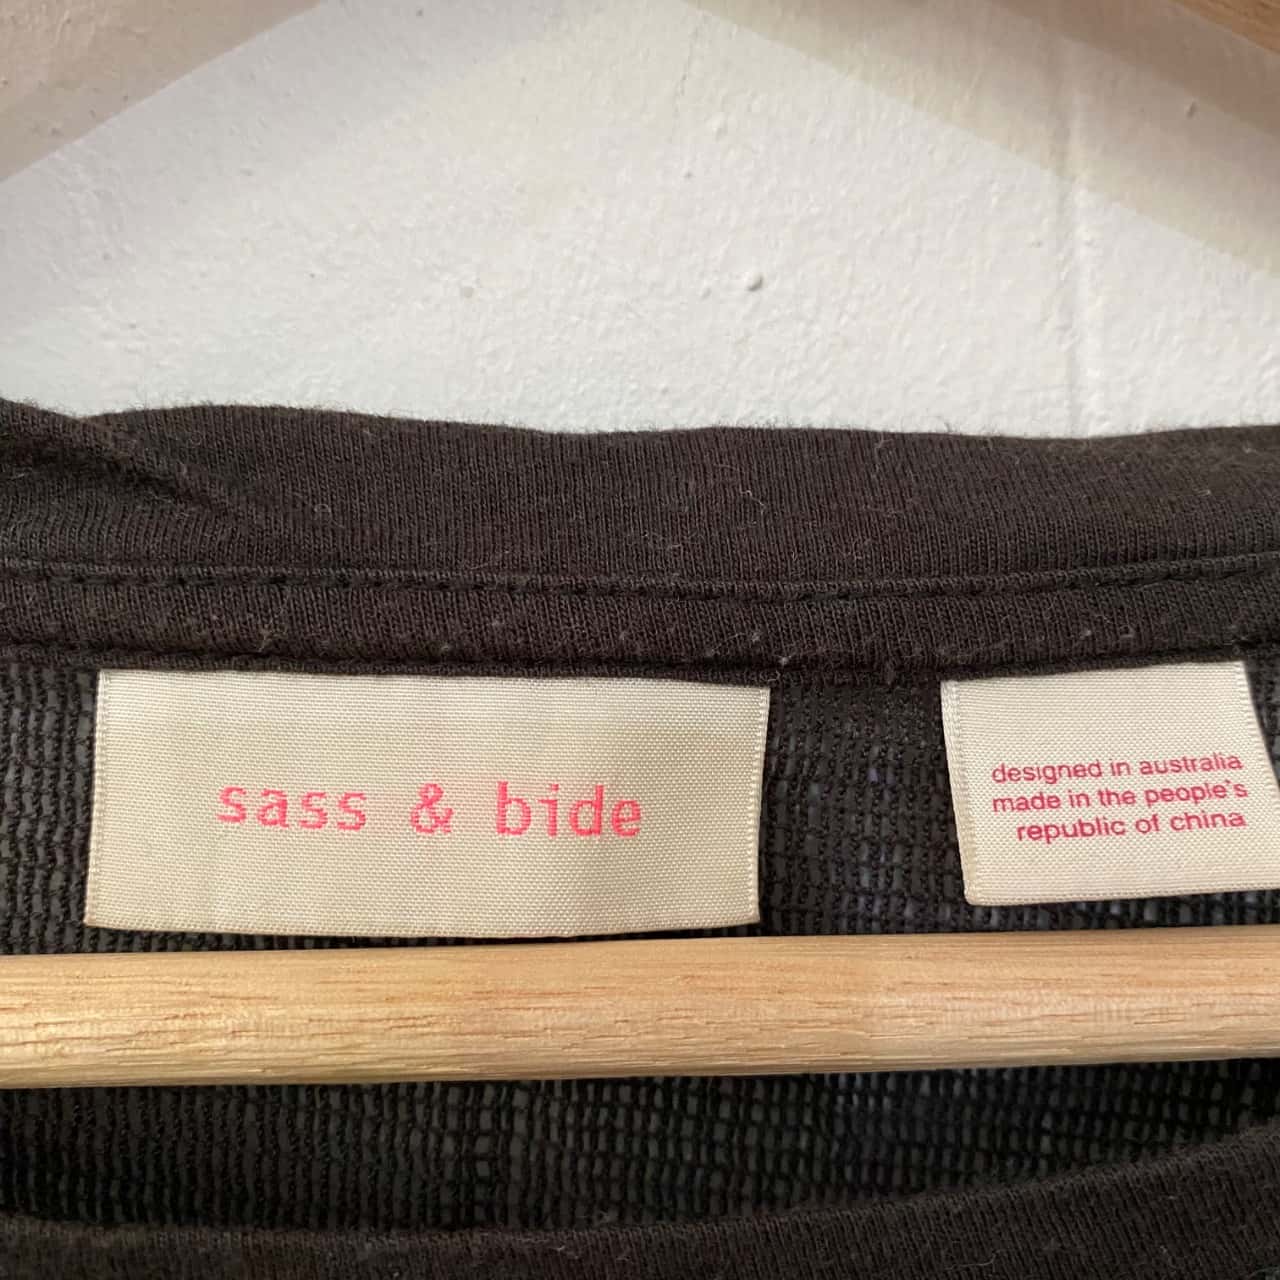 sass & bide
designed in australia
made in the people's
republic of china